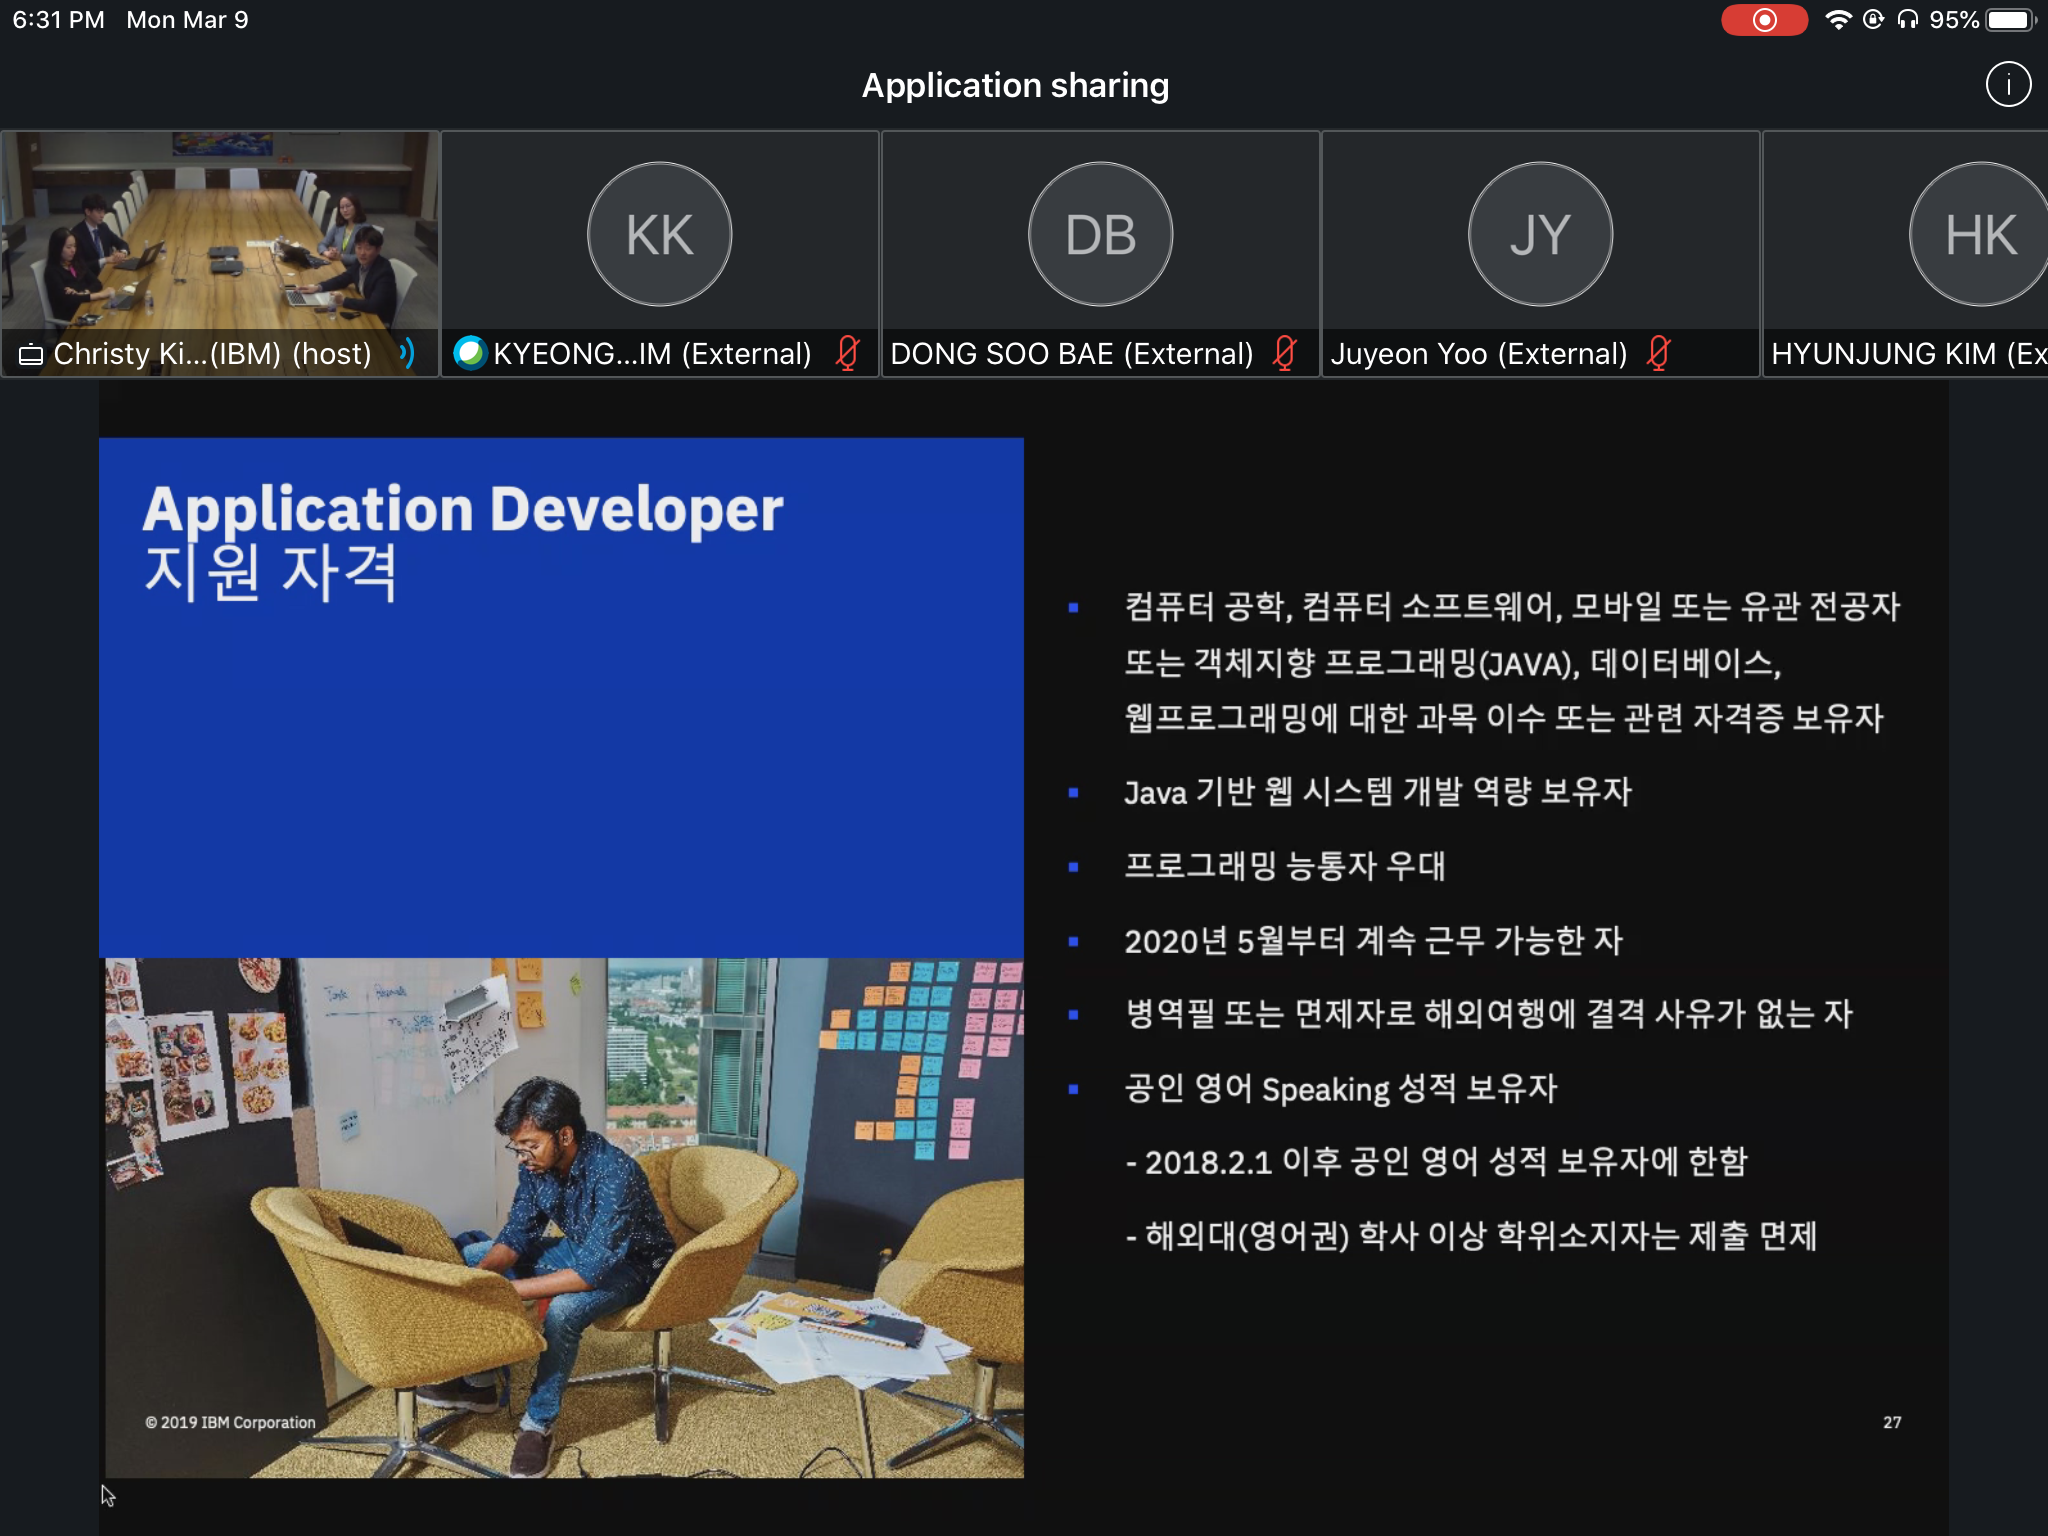 6:31 PM Mon Mar 9
95%
Application sharing
i
KK
DB
JY
HK
Christy Ki...(IBM) (host)
KYEONG...IM (External)
DONG SOO BAE (External)
Juyeon Yoo (External)
HYUNJUNG KIM (Ex
Application Developer
지원 자격
컴퓨터 공학, 컴퓨터 소프트웨어, 모바일 또는 유관 전공자
또는 객체지향 프로그래밍(JAVA), 데이터베이스,
웹프로그래밍에 대한 과목 이수 또는 관련 자격증 보유자
Java 기반 웹 시스템 개발 역량 보유자
프로그래밍 능통자 우대
2020년 5월부터 계속 근무 가능한 자
병역필 또는 면제자로 해외여행에 결격 사유가 없는 자
공인 영어 Speaking 성적 보유자
- 2018.2.1 이후 공인 영어 성적 보유자에 한함
- 해외대(영어권) 학사 이상 학위소지자는 제출 면제
© 2019 IBM Corporation
27